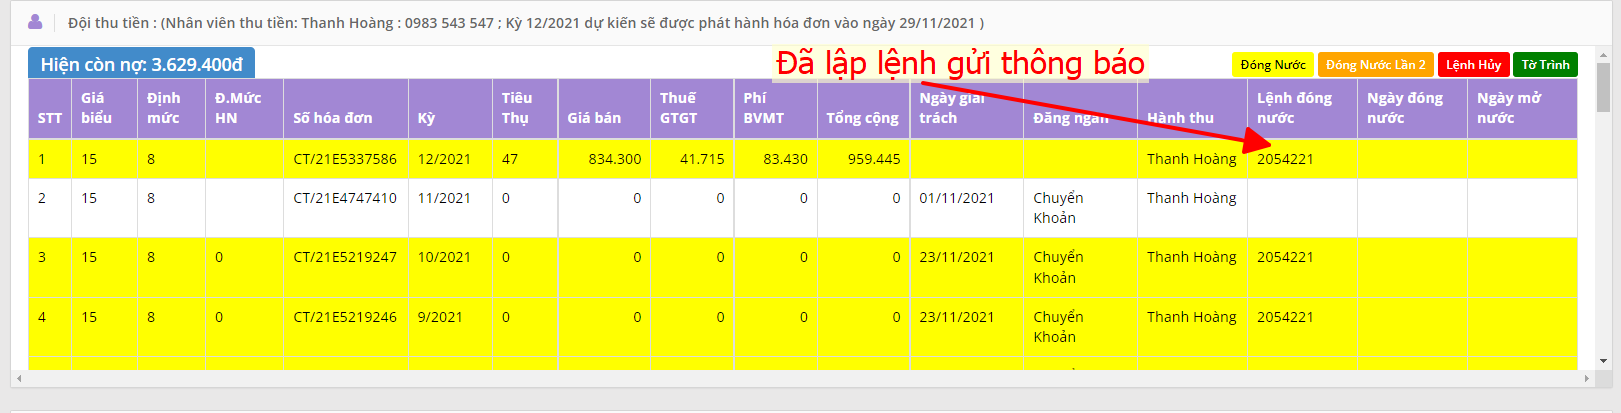 Đội thu tiền : (Nhân viên thu tiền: Thanh Hoàng : 0983 543 547 ; Kỳ 12/2021 dự kiến sẽ được phát hành hóa đơn vào ngày 29/11/2021 )
Hiện còn nợ: 3.629.400đ
Đã lập lệnh gửi thông báo
Đóng Nước Đóng Nước Lần 2 Lệnh Hủy Tờ Trình
STT Giá biểu Định mức Đ.Mức HN Số hóa đơn Kỳ Tiêu Thụ Giá bán Thuế GTGT Phí BVMT Tổng cộng Ngày giải trách Đăng ngân Hành thu Lệnh đóng nước Ngày đóng nước Ngày mở nước
1 15 8 CT/21E5337586 12/2021 47 834.300 41.715 83.430 959.445 Thanh Hoàng 2054221
2 15 8 CT/21E4747410 11/2021 0 0 0 0 0 01/11/2021 Chuyển Khoản Thanh Hoàng
3 15 8 0 CT/21E5219247 10/2021 0 0 0 0 0 23/11/2021 Chuyển Khoản Thanh Hoàng 2054221
4 15 8 0 CT/21E5219246 9/2021 0 0 0 0 0 23/11/2021 Chuyển Khoản Thanh Hoàng 2054221